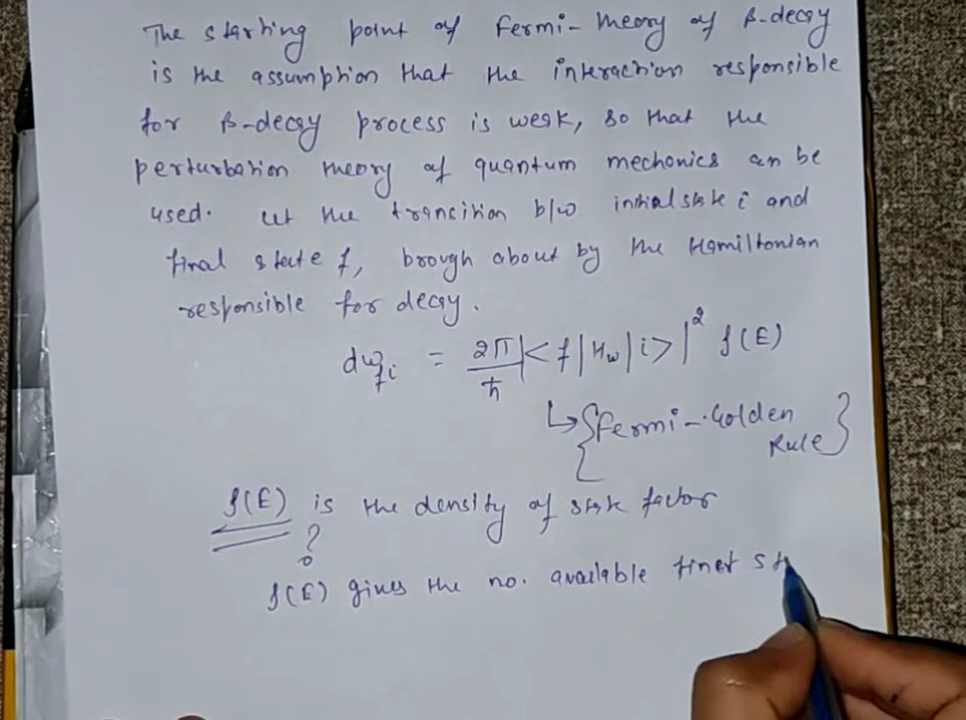 The starting point of Fermi-theory of β-decay
is the assumption that the interaction responsible
for β-decay process is weak, so that the
perturbation theory of quantum mechanics can be
used. Let the transition b/w initial state i and
final state f, brough about by the Hamiltonian
responsible for decay.
dω_fi = 2π/ħ |<f|H_w|i>|² ρ(E)
↳ {Fermi-Golden
Rule}
ρ(E) is the density of state factor
?
ρ(E) gives the no. available final st